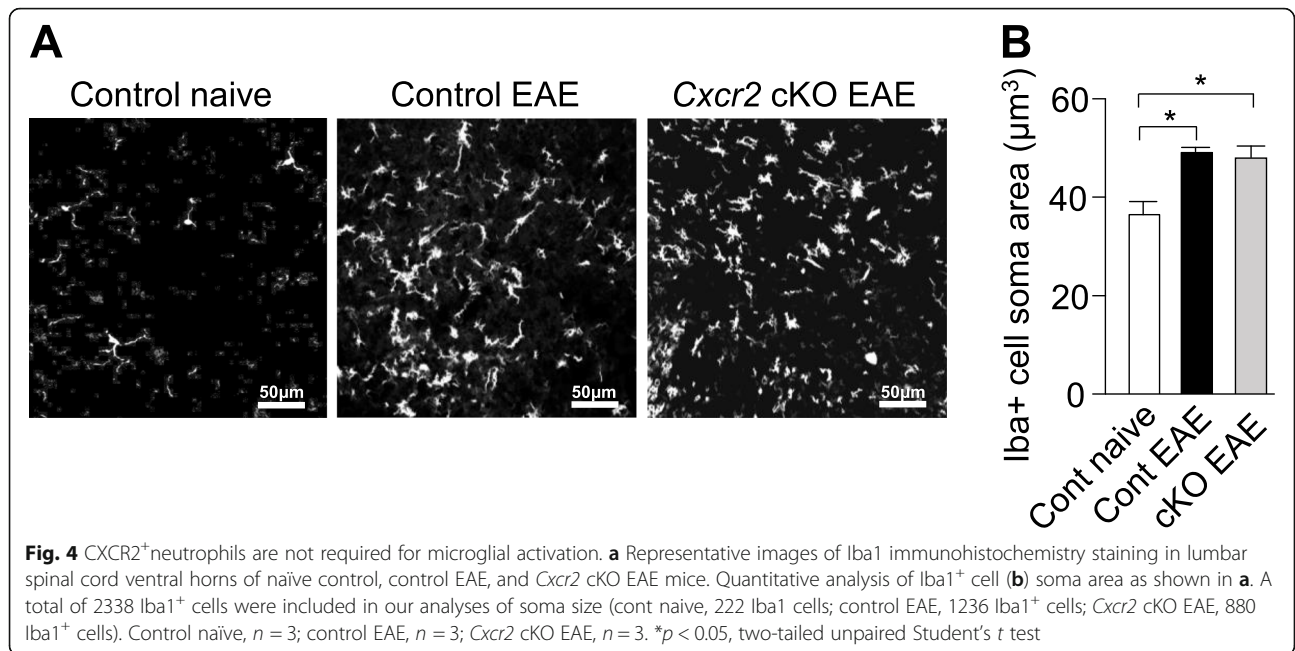 A
B
Control naive
Control EAE
Cxcr2 cKO EAE
50µm
50µm
50µm
Iba+ cell soma area (µm³)
60
40
20
0
*
*
Cont naive
Cont EAE
cKO EAE
Fig. 4 CXCR2⁺neutrophils are not required for microglial activation. a Representative images of Iba1 immunohistochemistry staining in lumbar
spinal cord ventral horns of naïve control, control EAE, and Cxcr2 cKO EAE mice. Quantitative analysis of Iba1⁺ cell (b) soma area as shown in a. A
total of 2338 Iba1⁺ cells were included in our analyses of soma size (cont naive, 222 Iba1 cells; control EAE, 1236 Iba1⁺ cells; Cxcr2 cKO EAE, 880
Iba1⁺ cells). Control naïve, n = 3; control EAE, n = 3; Cxcr2 cKO EAE, n = 3. *p < 0.05, two-tailed unpaired Student's t test